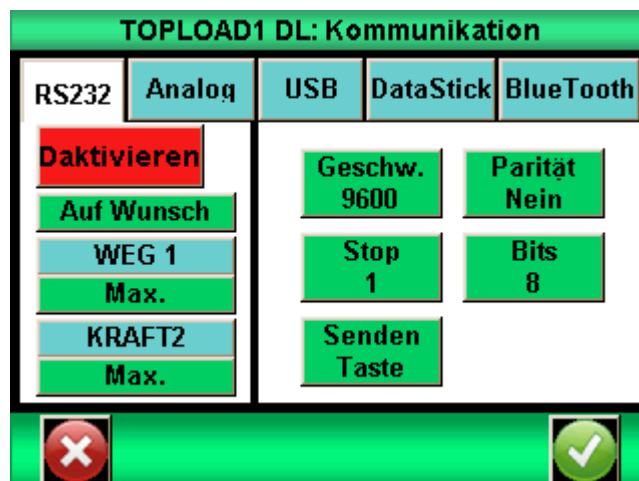 TOPLOAD1 DL: Kommunikation
RS232
Analog
USB
DataStick
BlueTooth
Daktivieren
Auf Wunsch
WEG 1
Max.
KRAFT2
Max.
Geschw.
9600
Parität
Nein
Stop
1
Bits
8
Senden
Taste